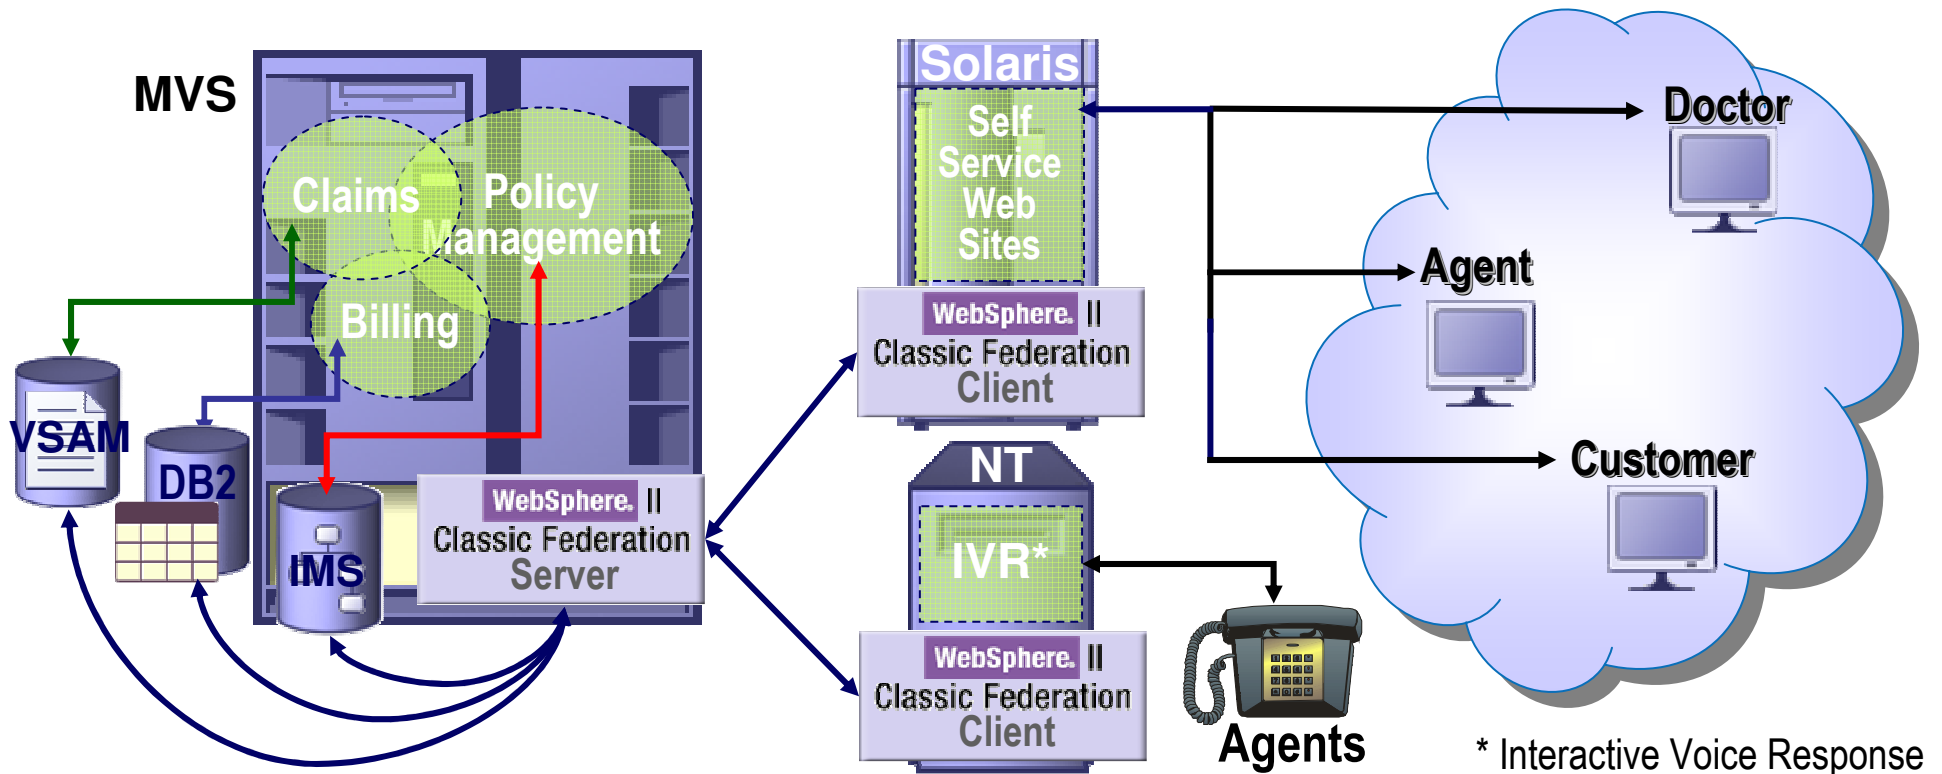 MVS
Claims
Policy
Management
Billing
VSAM
DB2
IMS
WebSphere. II
Classic Federation
Server
Solaris
Self
Service
Web
Sites
WebSphere. II
Classic Federation
Client
NT
IVR*
WebSphere. II
Classic Federation
Client
Doctor
Agent
Customer
Agents
* Interactive Voice Response